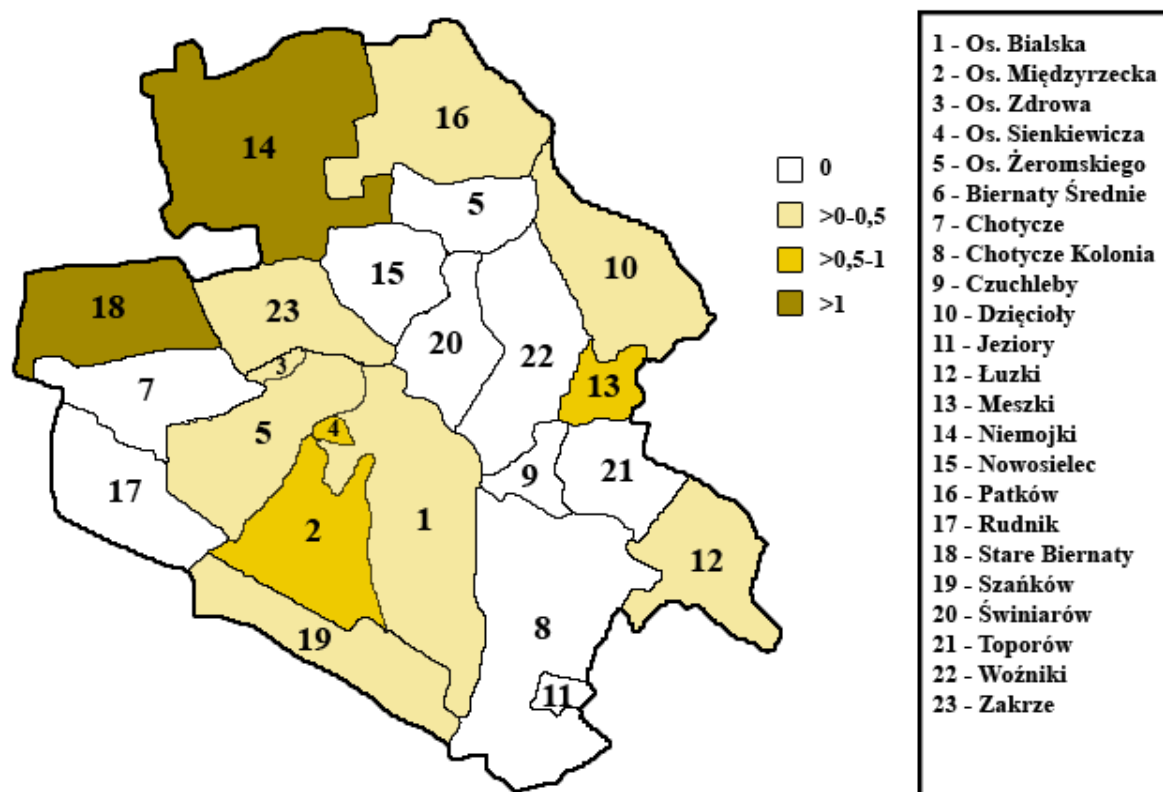 14
16
5
15
10
18
23
20
22
3
7
13
5
4
9
21
17
2
1
12
19
8
11
0
>0-0,5
>0,5-1
>1
1 - Os. Bialska
2 - Os. Międzyrzecka
3 - Os. Zdrowa
4 - Os. Sienkiewicza
5 - Os. Żeromskiego
6 - Biernaty Średnie
7 - Chotycze
8 - Chotycze Kolonia
9 - Czuchleby
10 - Dzięcioły
11 - Jeziory
12 - Łuzki
13 - Meszki
14 - Niemojki
15 - Nowosielec
16 - Patków
17 - Rudnik
18 - Stare Biernaty
19 - Szańków
20 - Świniarów
21 - Toporów
22 - Woźniki
23 - Zakrze